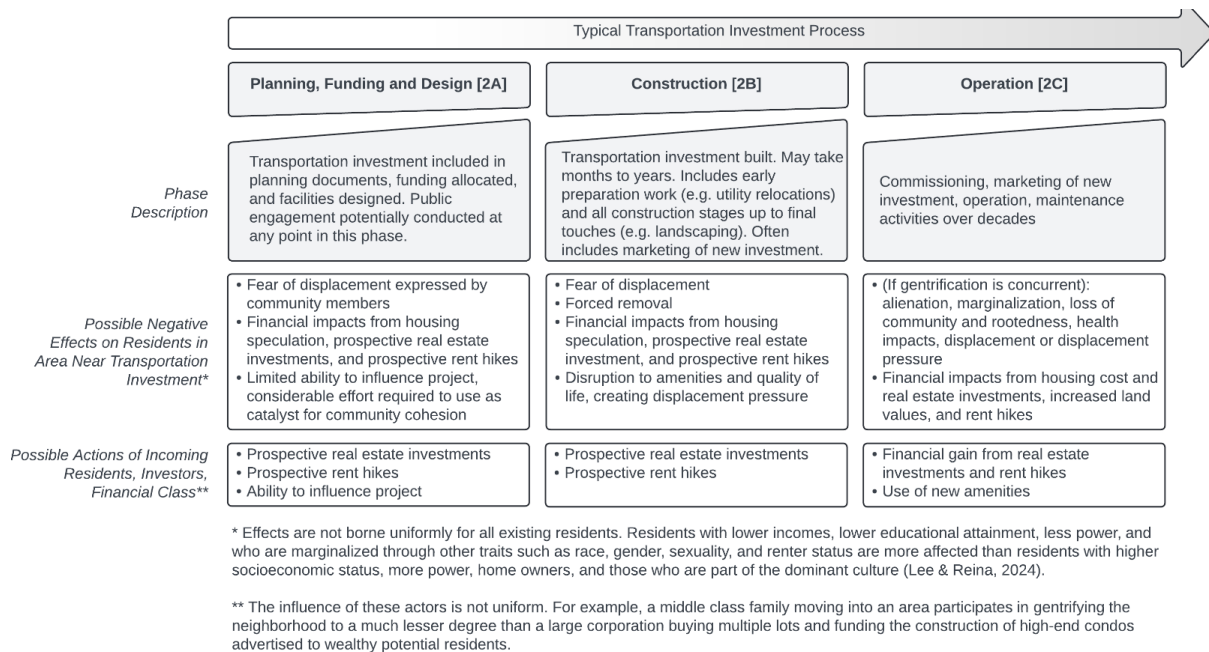 Typical Transportation Investment Process
Planning, Funding and Design [2A]
Construction [2B]
Operation [2C]
Phase
Description
Transportation investment included in
planning documents, funding allocated,
and facilities designed. Public
engagement potentially conducted at
any point in this phase.
Transportation investment built. May take
months to years. Includes early
preparation work (e.g. utility relocations)
and all construction stages up to final
touches (e.g. landscaping). Often
includes marketing of new investment.
Commissioning, marketing of new
investment, operation, maintenance
activities over decades
Possible Negative
Effects on Residents in
Area Near Transportation
Investment*
• Fear of displacement expressed by
community members
• Financial impacts from housing
speculation, prospective real estate
investments, and prospective rent hikes
• Limited ability to influence project,
considerable effort required to use as
catalyst for community cohesion
• Fear of displacement
• Forced removal
• Financial impacts from housing
speculation, prospective real estate
investment, and prospective rent hikes
• Disruption to amenities and quality of
life, creating displacement pressure
• (If gentrification is concurrent):
alienation, marginalization, loss of
community and rootedness, health
impacts, displacement or displacement
pressure
• Financial impacts from housing cost and
real estate investments, increased land
values, and rent hikes
Possible Actions of Incoming
Residents, Investors,
Financial Class**
• Prospective real estate investments
• Prospective rent hikes
• Ability to influence project
• Prospective real estate investments
• Prospective rent hikes
• Financial gain from real estate
investments and rent hikes
• Use of new amenities
* Effects are not borne uniformly for all existing residents. Residents with lower incomes, lower educational attainment, less power, and
who are marginalized through other traits such as race, gender, sexuality, and renter status are more affected than residents with higher
socioeconomic status, more power, home owners, and those who are part of the dominant culture (Lee & Reina, 2024).
** The influence of these actors is not uniform. For example, a middle class family moving into an area participates in gentrifying the
neighborhood to a much lesser degree than a large corporation buying multiple lots and funding the construction of high-end condos
advertised to wealthy potential residents.